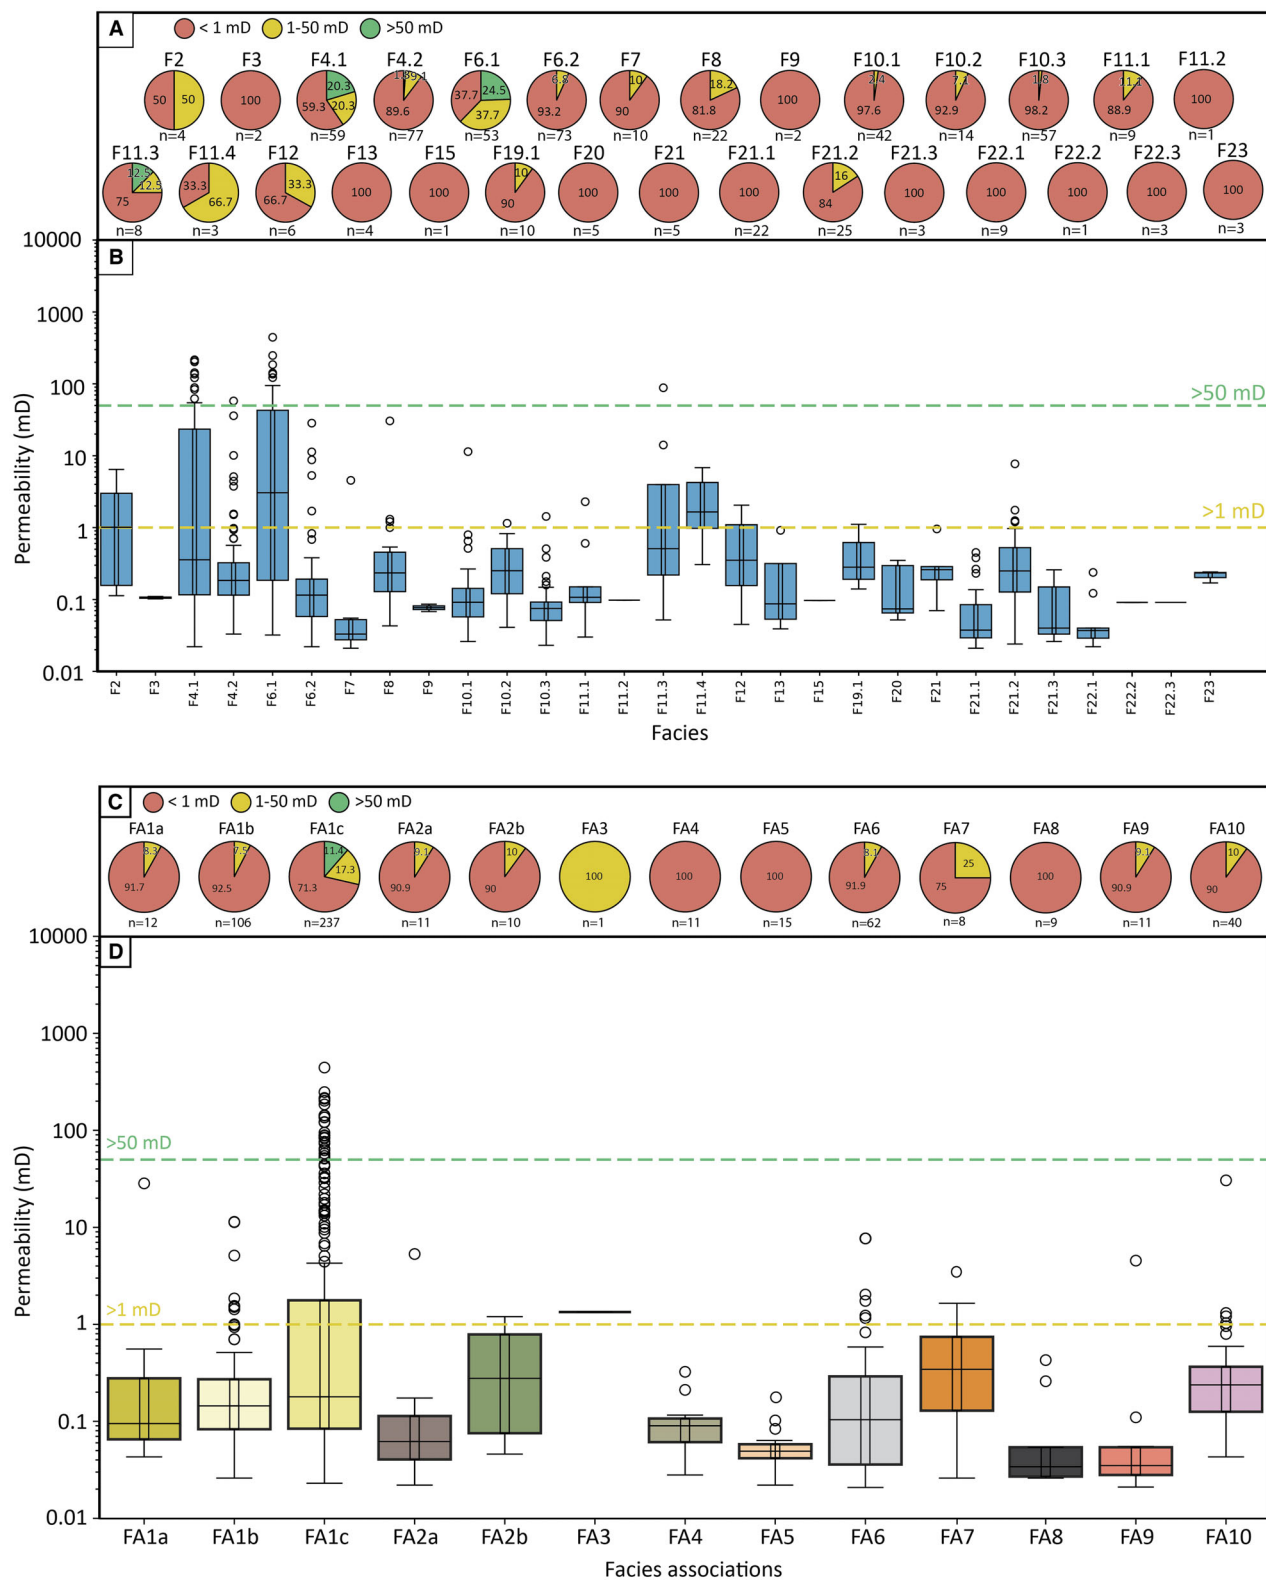 A < 1 mD 1-50 mD >50 mD
F2 F3 F4.1 F4.2 F6.1 F6.2 F7 F8 F9 F10.1 F10.2 F10.3 F11.1 F11.2
50 50 100 59.3 20.3 20.3 89.6 1.3 9.1 37.7 24.5 37.7 93.2 6.8 90 10 81.8 18.2 100 97.6 2.4 92.9 7.1 98.2 1.8 88.9 11.1 100
n=4 n=2 n=59 n=77 n=53 n=73 n=10 n=22 n=2 n=42 n=14 n=57 n=9 n=1
F11.3 F11.4 F12 F13 F15 F19.1 F20 F21 F21.1 F21.2 F21.3 F22.1 F22.2 F22.3 F23
75 12.5 12.5 33.3 66.7 66.7 33.3 100 100 90 10 100 100 100 84 16 100 100 100 100 100
n=8 n=3 n=6 n=4 n=1 n=10 n=5 n=5 n=22 n=25 n=3 n=9 n=1 n=3 n=3
B
Permeability (mD)
10000
1000
100
10
1
0.1
0.01
>50 mD
>1 mD
F2 F3 F4.1 F4.2 F6.1 F6.2 F7 F8 F9 F10.1 F10.2 F10.3 F11.1 F11.2 F11.3 F11.4 F12 F13 F15 F19.1 F20 F21 F21.1 F21.2 F21.3 F22.1 F22.2 F22.3 F23
Facies
C < 1 mD 1-50 mD >50 mD
FA1a FA1b FA1c FA2a FA2b FA3 FA4 FA5 FA6 FA7 FA8 FA9 FA10
91.7 8.3 92.5 7.5 71.3 11.4 17.3 90.9 9.1 90 10 100 100 100 91.9 8.1 75 25 100 90.9 9.1 90 10
n=12 n=106 n=237 n=11 n=10 n=1 n=11 n=15 n=62 n=8 n=9 n=11 n=40
D
Permeability (mD)
10000
1000
100
10
1
0.1
0.01
>50 mD
>1 mD
FA1a FA1b FA1c FA2a FA2b FA3 FA4 FA5 FA6 FA7 FA8 FA9 FA10
Facies associations